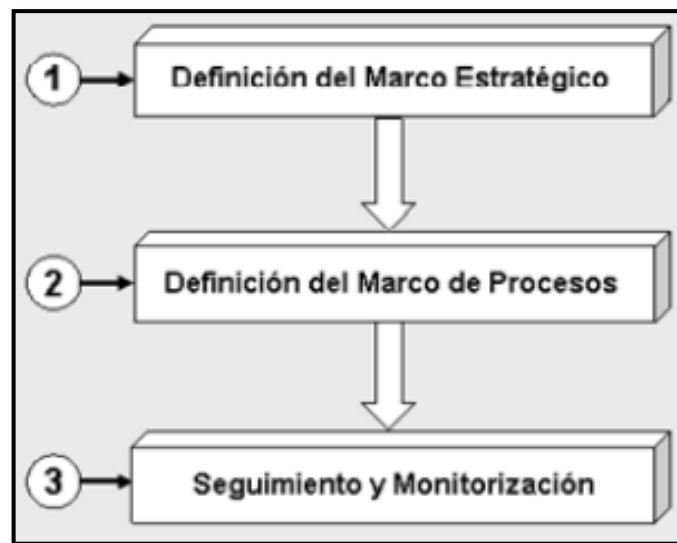 1
Definición del Marco Estratégico
2
Definición del Marco de Procesos
3
Seguimiento y Monitorización